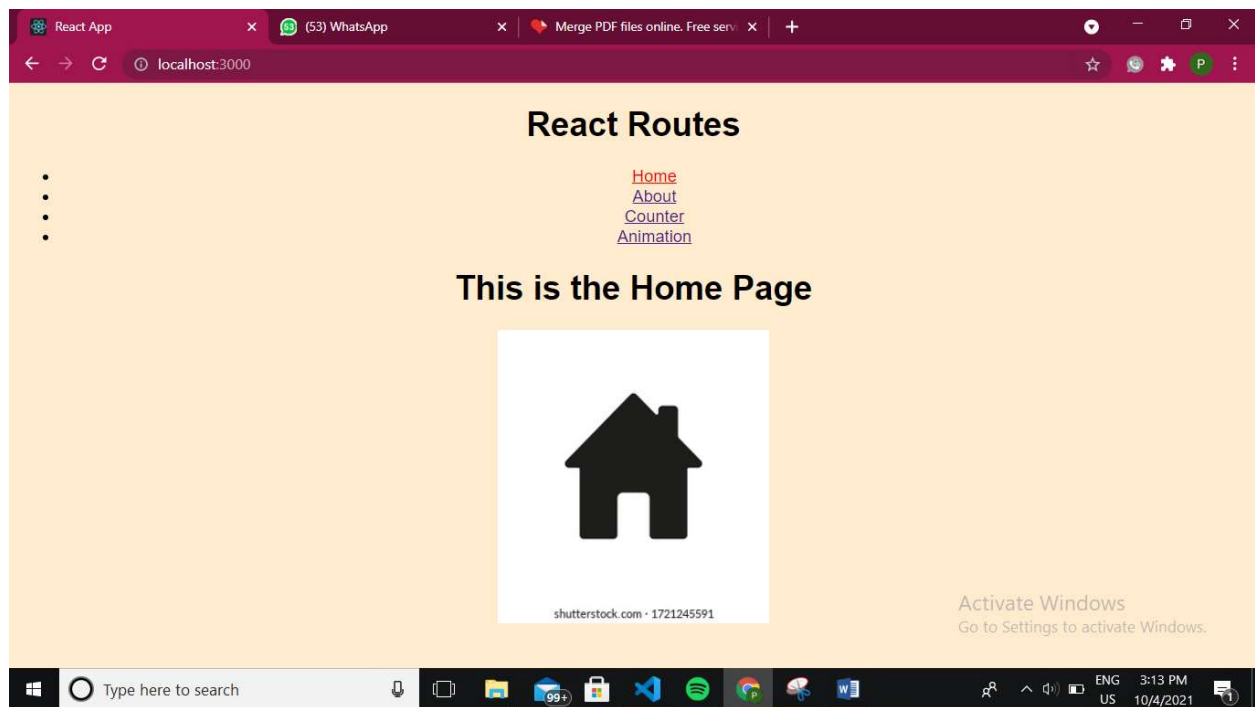 React App
(53) WhatsApp
Merge PDF files online. Free serv
localhost:3000
P
React Routes
Home
About
Counter
Animation
This is the Home Page
shutterstock.com · 1721245591
Activate Windows
Go to Settings to activate Windows.
Type here to search
99+
ENG
US
3:13 PM
10/4/2021
1